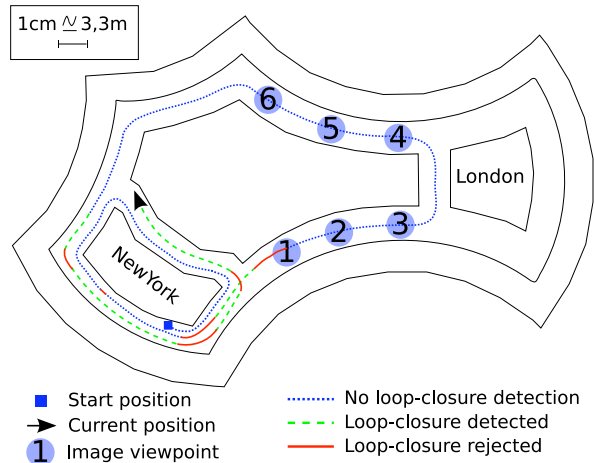 1cm ≃ 3,3m
6
5
4
London
3
2
1
NewYork
Start position
Current position
1 Image viewpoint
No loop-closure detection
Loop-closure detected
Loop-closure rejected